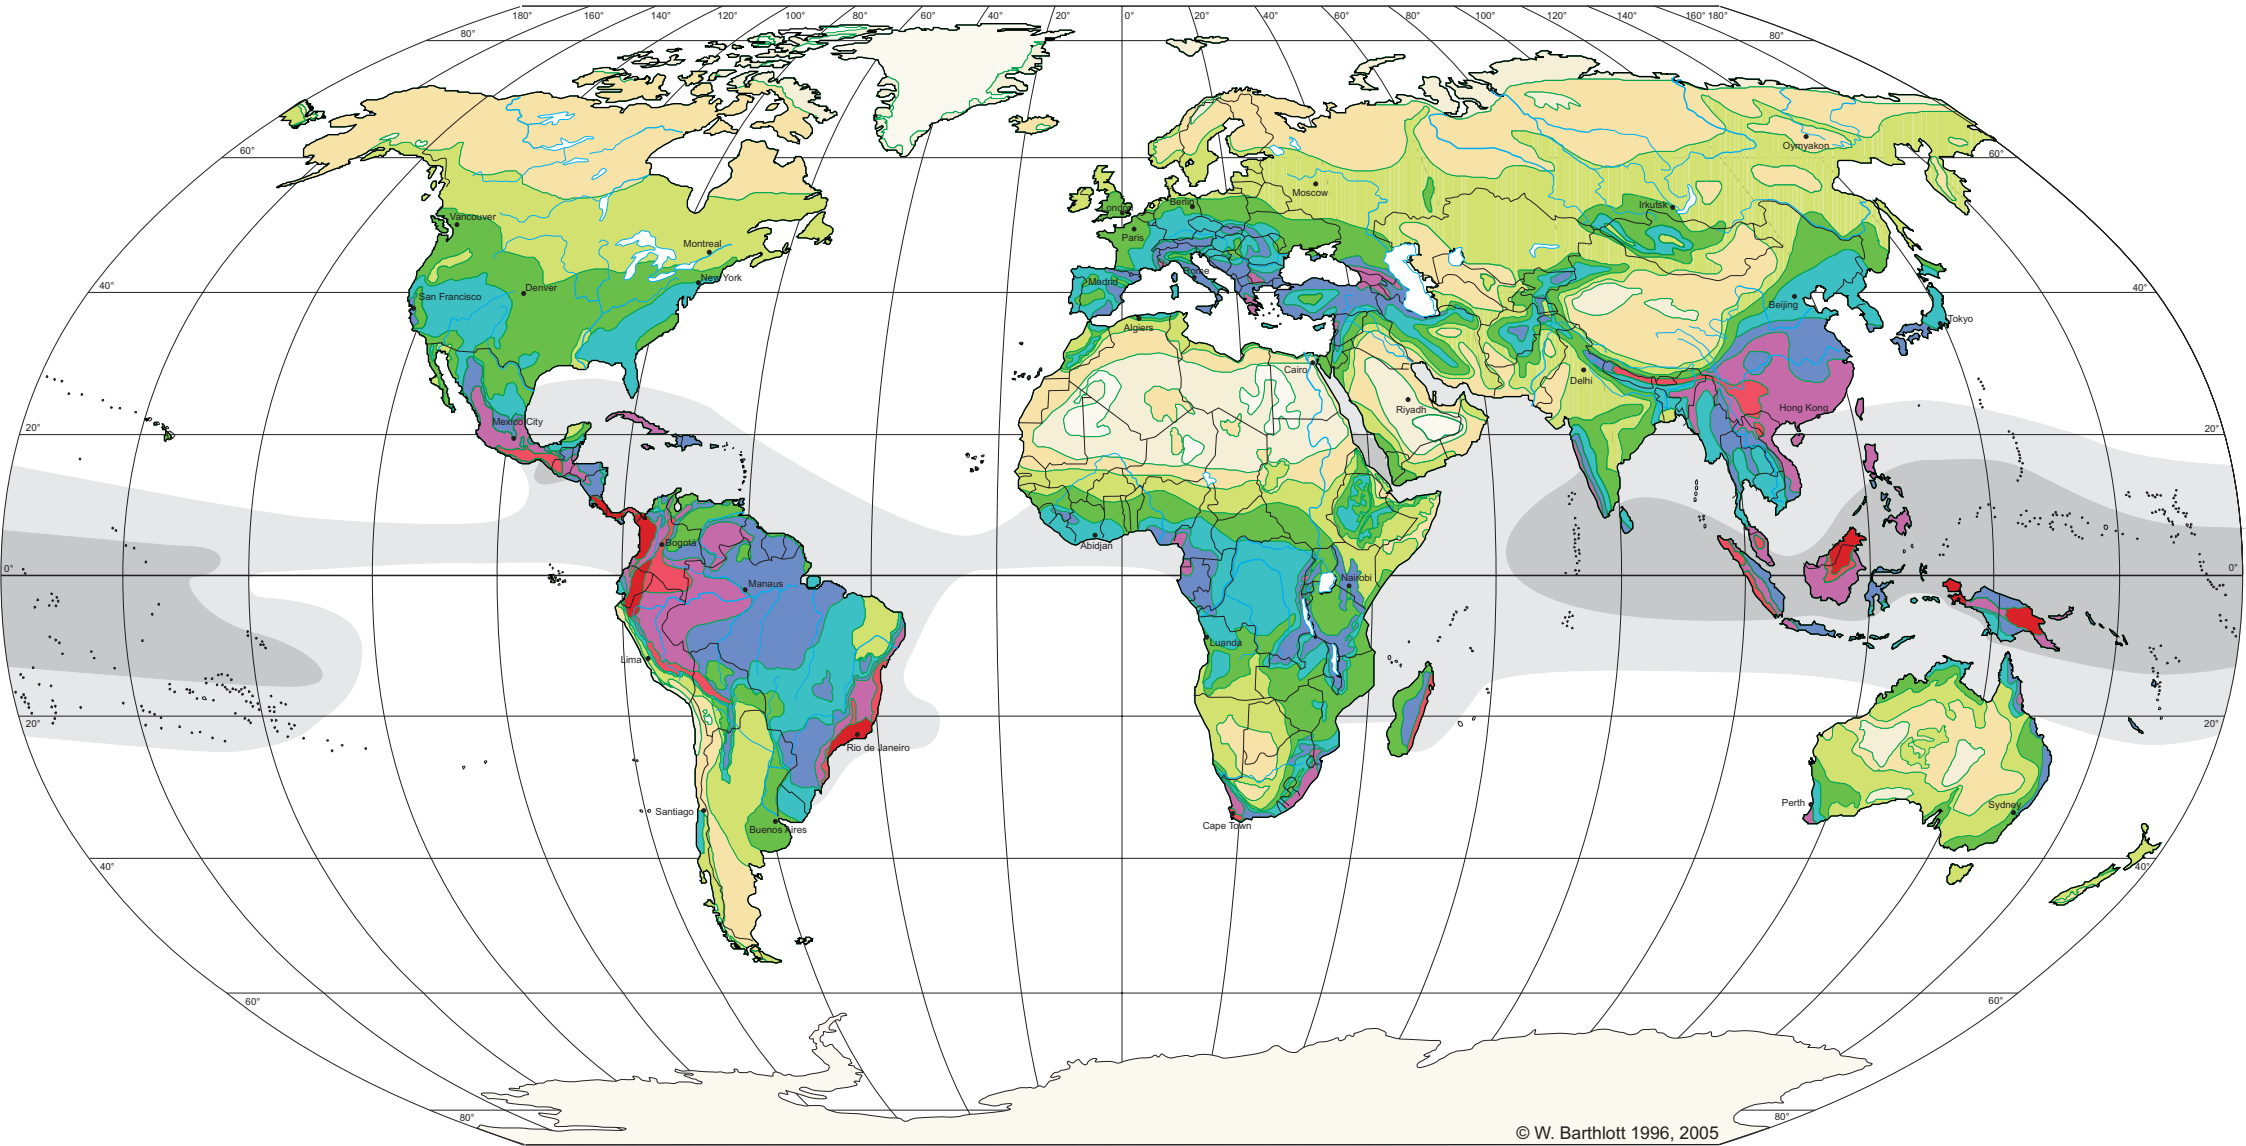 180° 160° 140° 120° 100° 80° 60° 40° 20° 0° 20° 40° 60° 80° 100° 120° 140° 160° 180°
80° 80°
60° Oymyakon 60°
Moscow
London Berlin Irkutsk
Vancouver
Paris
Montreal
Rome
New York
Madrid
40° San Francisco Denver Beijing 40°
Algiers Tokyo
Cairo Delhi
Riyadh Hong Kong
20° Mexico City 20°
Bogotá Abidjan
0° Manaus Nairobi 0°
Luanda
Lima
20° 20°
Rio de Janeiro
Santiago Perth Sydney
Buenos Aires Cape Town
40° 40°
60° 60°
80° 80°
© W. Barthlott 1996, 2005